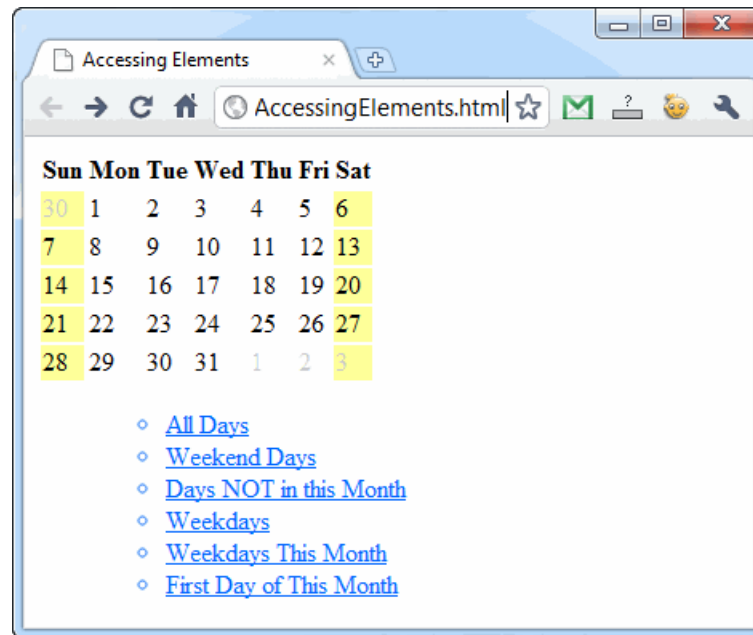 Accessing Elements
AccessingElements.html
?
Sun Mon Tue Wed Thu Fri Sat
30 1 2 3 4 5 6
7 8 9 10 11 12 13
14 15 16 17 18 19 20
21 22 23 24 25 26 27
28 29 30 31 1 2 3
All Days
Weekend Days
Days NOT in this Month
Weekdays
Weekdays This Month
First Day of This Month